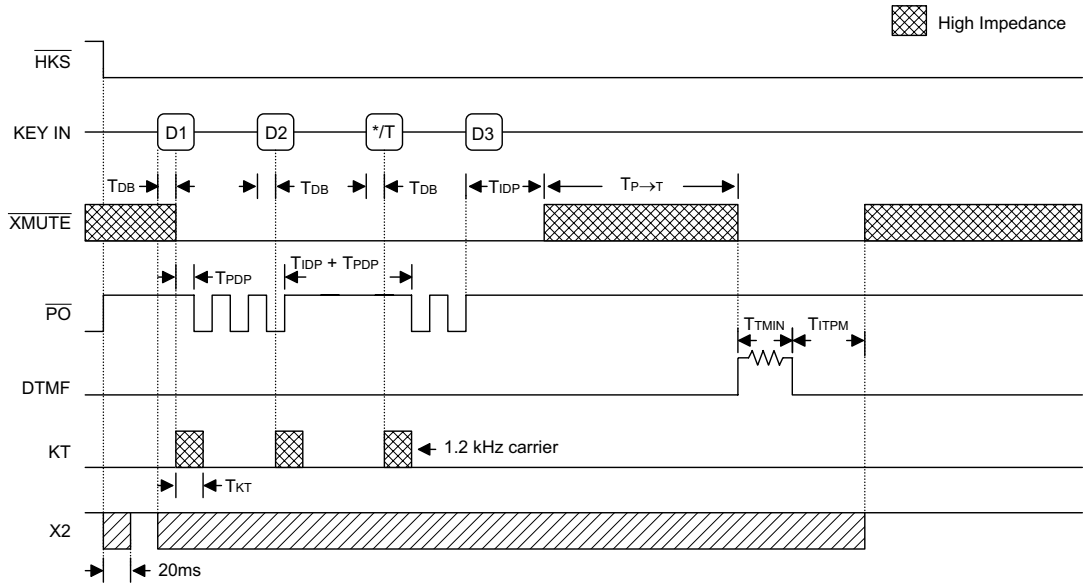 High Impedance
HKS
KEY IN D1 D2 */T D3
TDB TDB TDB TIDP TP→T
XMUTE
TPDP TIDP + TPDP
PO
TTMIN TITPM
DTMF
KT 1.2 kHz carrier
TKT
X2
20ms